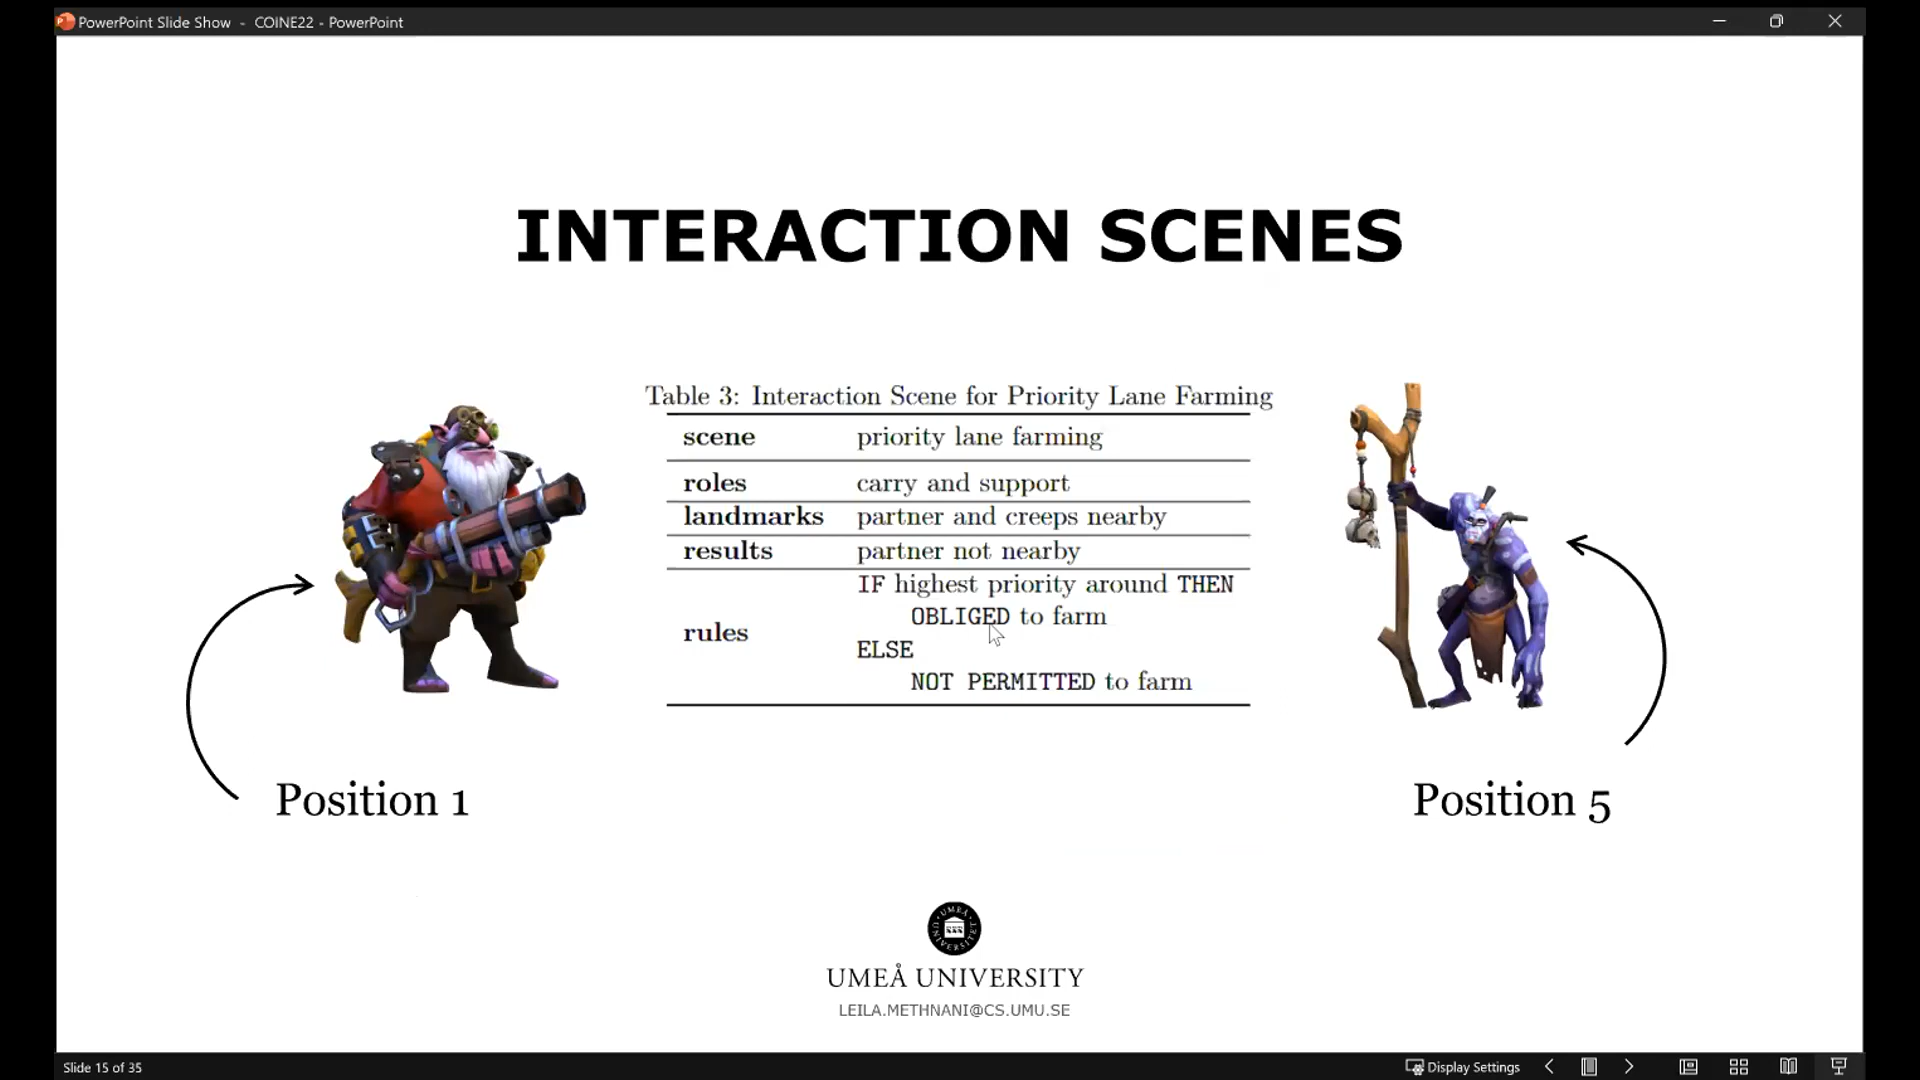 PowerPoint Slide Show - COINE22 - PowerPoint
INTERACTION SCENES
Table 3: Interaction Scene for Priority Lane Farming
scene priority lane farming
roles carry and support
landmarks partner and creeps nearby
results partner not nearby
rules IF highest priority around THEN
OBLIGED to farm
ELSE
NOT PERMITTED to farm
Position 1
Position 5
UMEÅ UNIVERSITY
LEILA.METHNANI@CS.UMU.SE
Slide 15 of 35
Display Settings